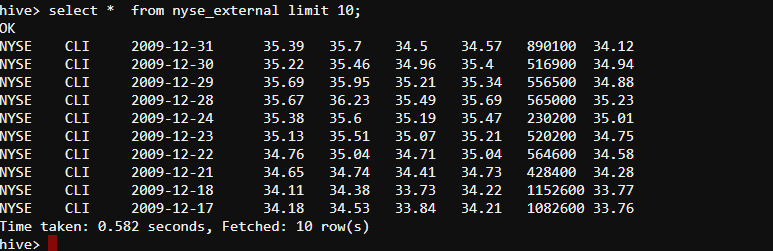 hive> select *  from nyse_external limit 10;
OK
NYSE    CLI     2009-12-31      35.39   35.7    34.5    34.57   890100  34.12
NYSE    CLI     2009-12-30      35.22   35.46   34.96   35.4    516900  34.94
NYSE    CLI     2009-12-29      35.69   35.95   35.21   35.34   556500  34.88
NYSE    CLI     2009-12-28      35.67   36.23   35.49   35.69   565000  35.23
NYSE    CLI     2009-12-24      35.38   35.6    35.19   35.47   230200  35.01
NYSE    CLI     2009-12-23      35.13   35.51   35.07   35.21   520200  34.75
NYSE    CLI     2009-12-22      34.76   35.04   34.71   35.04   564600  34.58
NYSE    CLI     2009-12-21      34.65   34.74   34.41   34.73   428400  34.28
NYSE    CLI     2009-12-18      34.11   34.38   33.73   34.22   1152600 33.77
NYSE    CLI     2009-12-17      34.18   34.53   33.84   34.21   1082600 33.76
Time taken: 0.582 seconds, Fetched: 10 row(s)
hive>